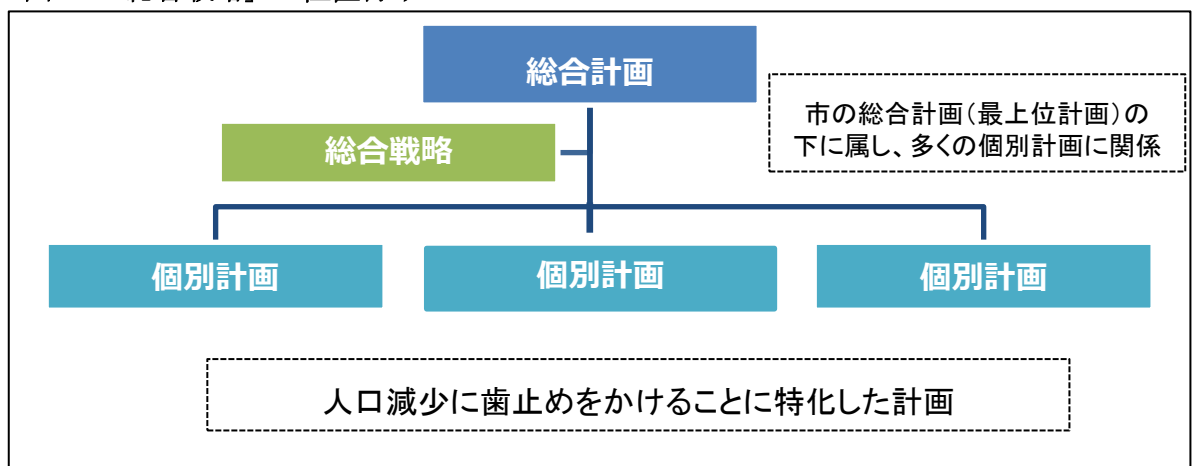 総合計画
市の総合計画（最上位計画）の
下に属し、多くの個別計画に関係
総合戦略
個別計画
個別計画
個別計画
人口減少に歯止めをかけることに特化した計画